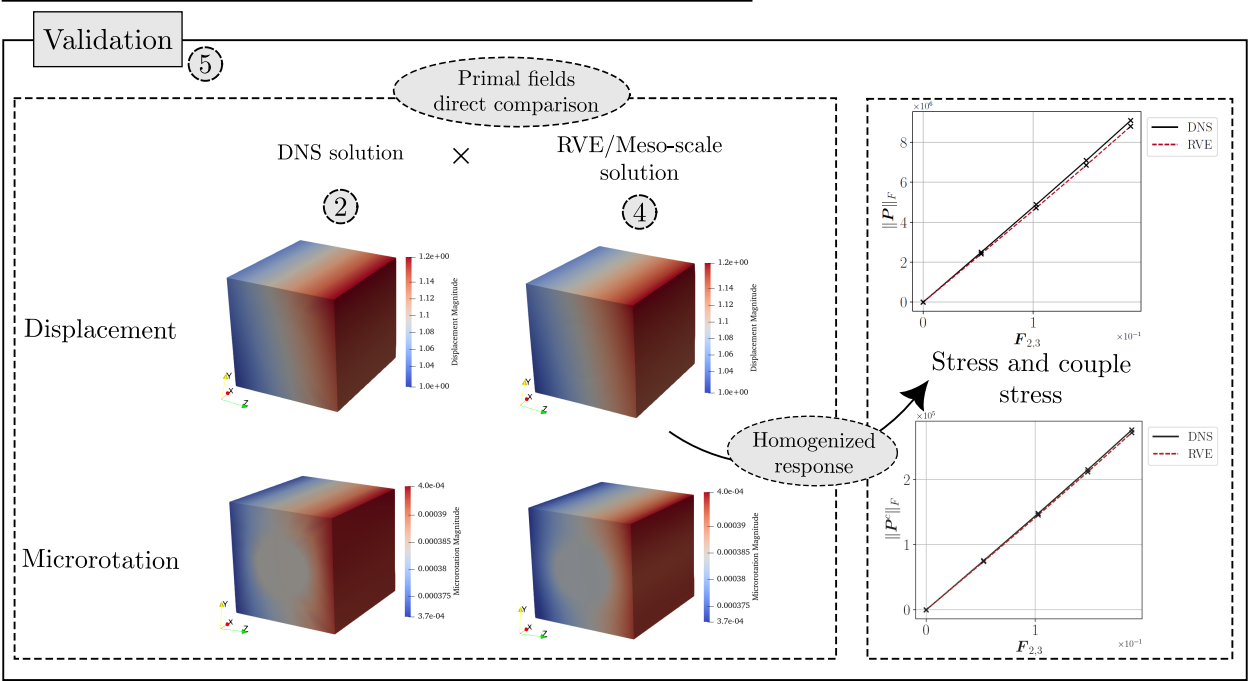 Validation
5
Primal fields
direct comparison
DNS solution
×
RVE/Meso-scale
solution
2
4
Displacement
1.2e+00
1.14
1.12
1.1
1.08
1.06
1.04
1.0e+00
Displacement Magnitude
Y
X
Z
1.2e+00
1.14
1.12
1.1
1.08
1.06
1.04
1.0e+00
Displacement Magnitude
Y
X
Z
Microrotation
4.0e-04
0.00039
0.000385
0.00038
0.000375
3.7e-04
Microrotation Magnitude
Y
X
Z
4.0e-04
0.00039
0.000385
0.00038
0.000375
3.7e-04
Microrotation Magnitude
Y
X
Z
Homogenized
response
×10⁶
8
6
4
2
0
‖P‖_F
0
1
×10⁻¹
F₂,₃
DNS
RVE
Stress and couple
stress
×10⁵
2
1
0
‖Pᶜ‖_F
0
1
×10⁻¹
F₂,₃
DNS
RVE